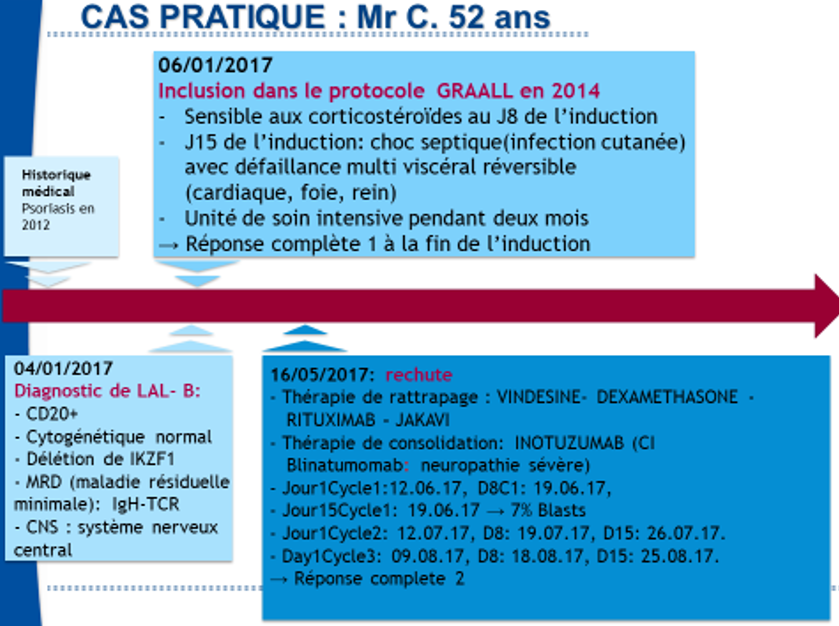 CAS PRATIQUE : Mr C. 52 ans
06/01/2017
Inclusion dans le protocole GRAALL en 2014
- Sensible aux corticostéroïdes au J8 de l’induction
- J15 de l’induction: choc septique(infection cutanée)
avec défaillance multi viscéral réversible
(cardiaque, foie, rein)
- Unité de soin intensive pendant deux mois
→ Réponse complète 1 à la fin de l’induction
Historique
médical
Psoriasis en
2012
04/01/2017
Diagnostic de LAL- B:
- CD20+
- Cytogénétique normal
- Délétion de IKZF1
- MRD (maladie résiduelle
minimale): IgH-TCR
- CNS : système nerveux
central
16/05/2017: rechute
- Thérapie de rattrapage : VINDESINE- DEXAMETHASONE -
RITUXIMAB - JAKAVI
- Thérapie de consolidation: INOTUZUMAB (CI
Blinatumomab: neuropathie sévère)
- Jour1Cycle1:12.06.17, D8C1: 19.06.17,
- Jour15Cycle1: 19.06.17 → 7% Blasts
- Jour1Cycle2: 12.07.17, D8: 19.07.17, D15: 26.07.17.
- Day1Cycle3: 09.08.17, D8: 18.08.17, D15: 25.08.17.
→ Réponse complete 2